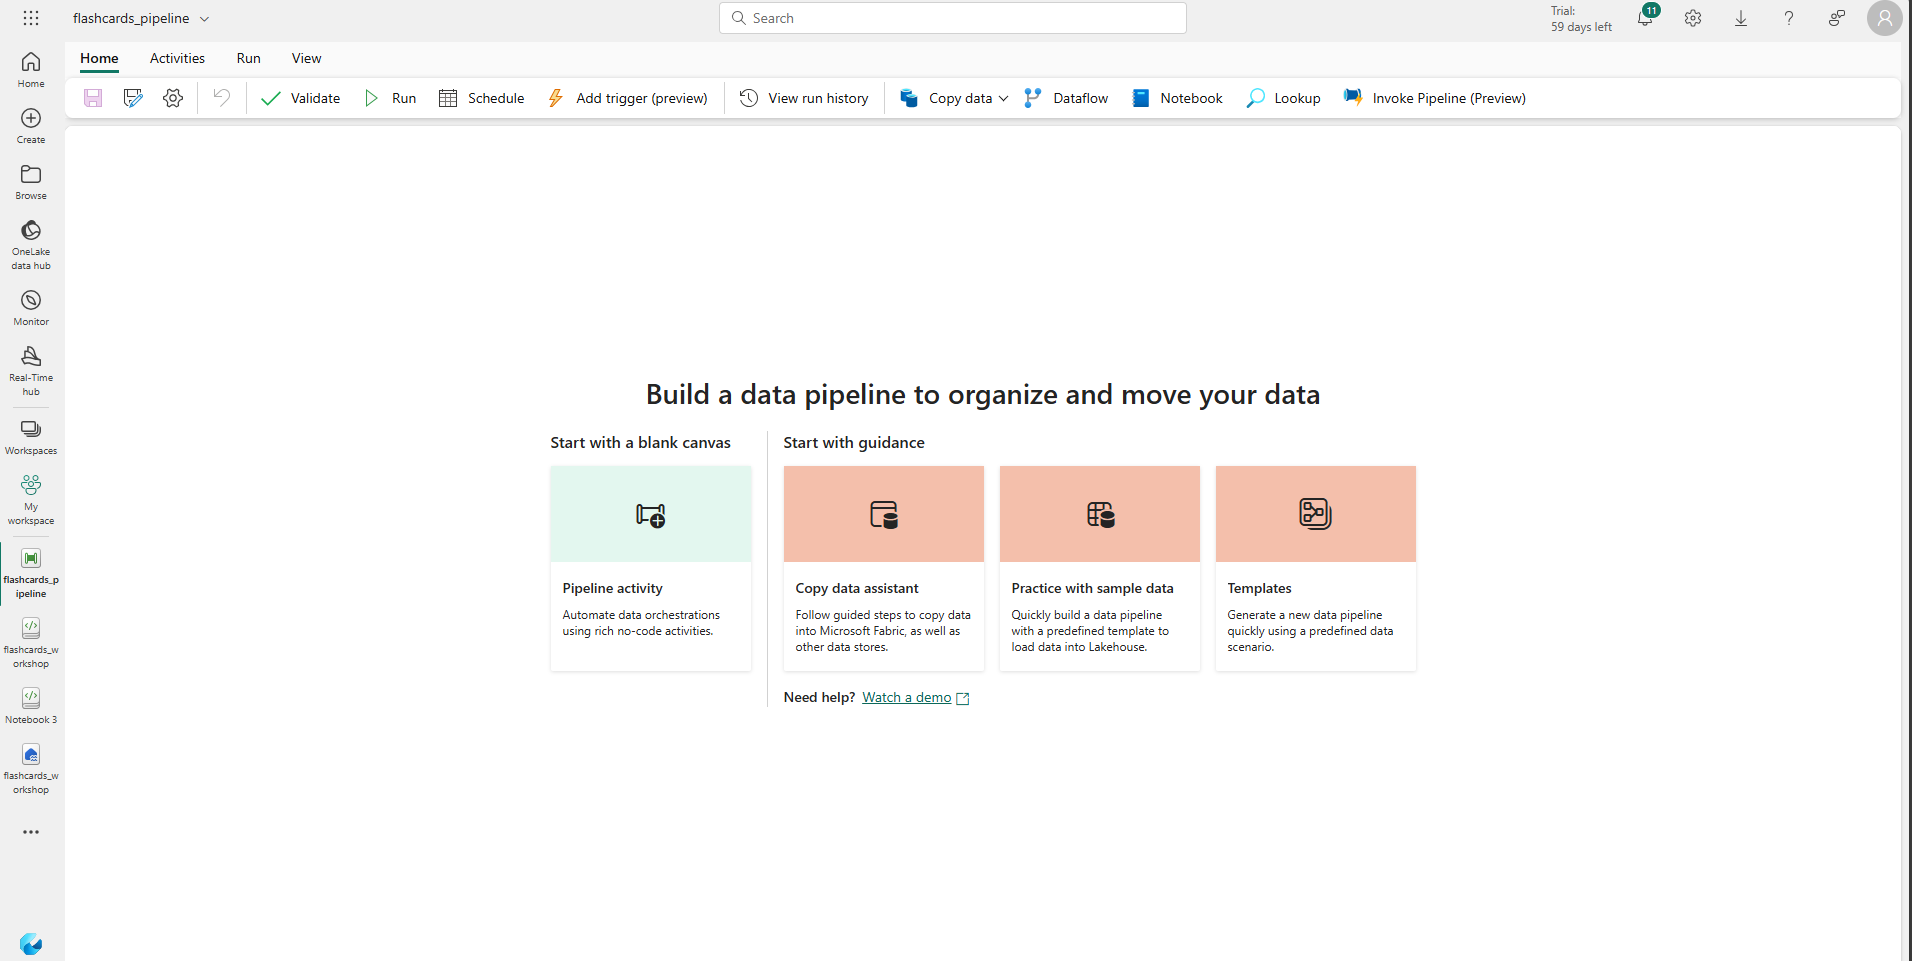 flashcards_pipeline
Search
Trial:
59 days left
11
Home
Activities
Run
View
Validate
Run
Schedule
Add trigger (preview)
View run history
Copy data
Dataflow
Notebook
Lookup
Invoke Pipeline (Preview)
Home
Create
Browse
OneLake
data hub
Monitor
Real-Time
hub
Workspaces
My
workspace
flashcards_p
ipeline
flashcards_w
orkshop
Notebook 3
flashcards_w
orkshop
Build a data pipeline to organize and move your data
Start with a blank canvas
Pipeline activity
Automate data orchestrations
using rich no-code activities.
Start with guidance
Copy data assistant
Follow guided steps to copy data
into Microsoft Fabric, as well as
other data stores.
Practice with sample data
Quickly build a data pipeline
with a predefined template to
load data into Lakehouse.
Templates
Generate a new data pipeline
quickly using a predefined data
scenario.
Need help? Watch a demo